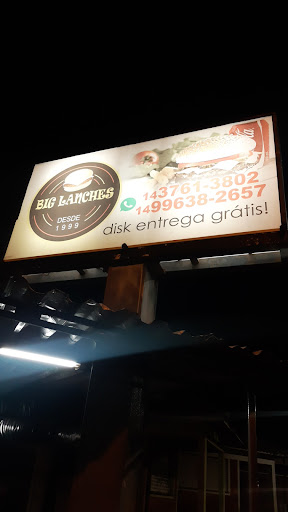 BIG LANCHES
DESDE
1999
143761-3802
1499638-2657
disk entrega grátis!